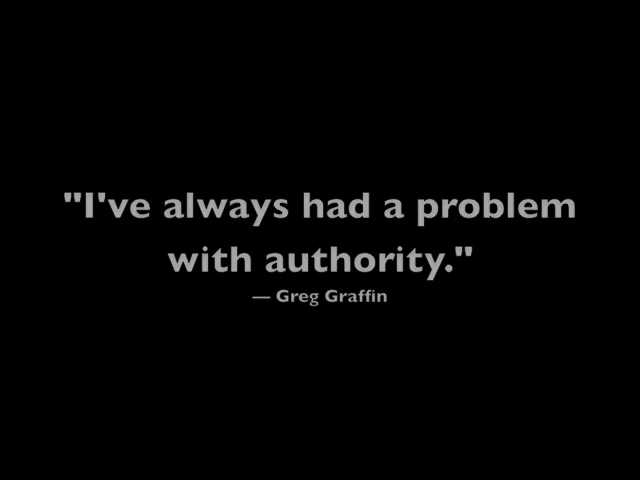 "I've always had a problem
with authority."
— Greg Graffin